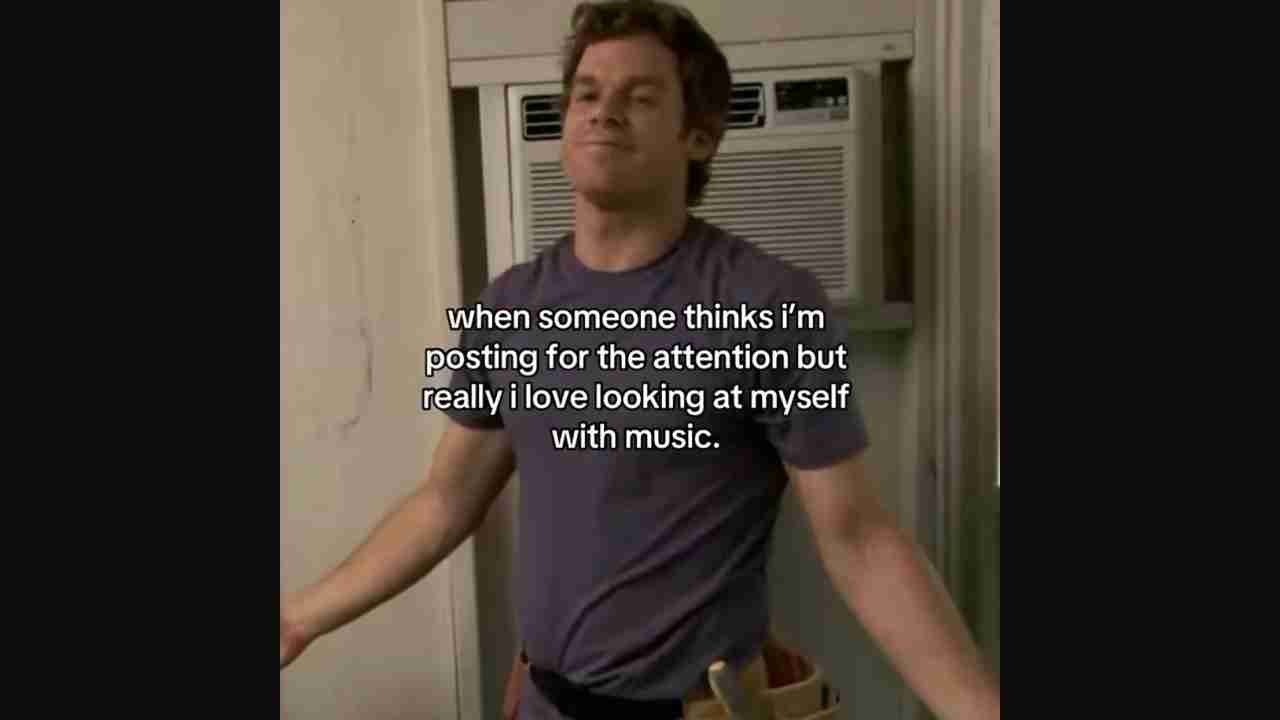 when someone thinks i’m
posting for the attention but
really i love looking at myself
with music.